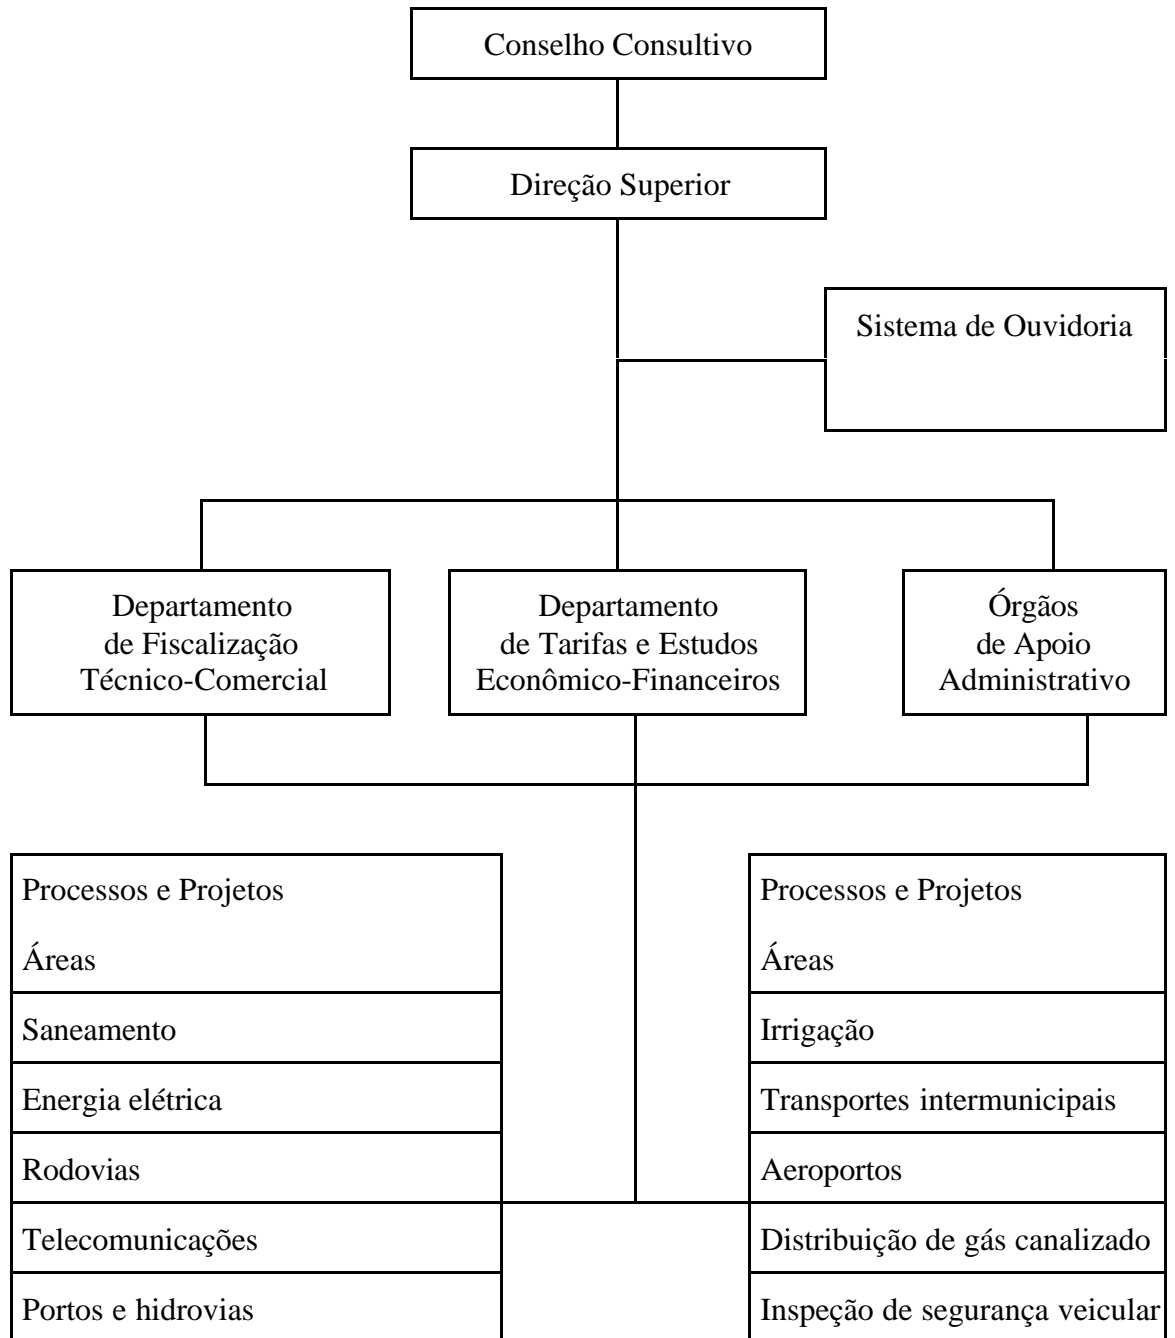 Conselho Consultivo
Direção Superior
Sistema de Ouvidoria
Departamento
de Fiscalização
Técnico-Comercial
Departamento
de Tarifas e Estudos
Econômico-Financeiros
Órgãos
de Apoio
Administrativo
Processos e Projetos
Áreas
Saneamento
Energia elétrica
Rodovias
Telecomunicações
Portos e hidrovias
Processos e Projetos
Áreas
Irrigação
Transportes intermunicipais
Aeroportos
Distribuição de gás canalizado
Inspeção de segurança veicular